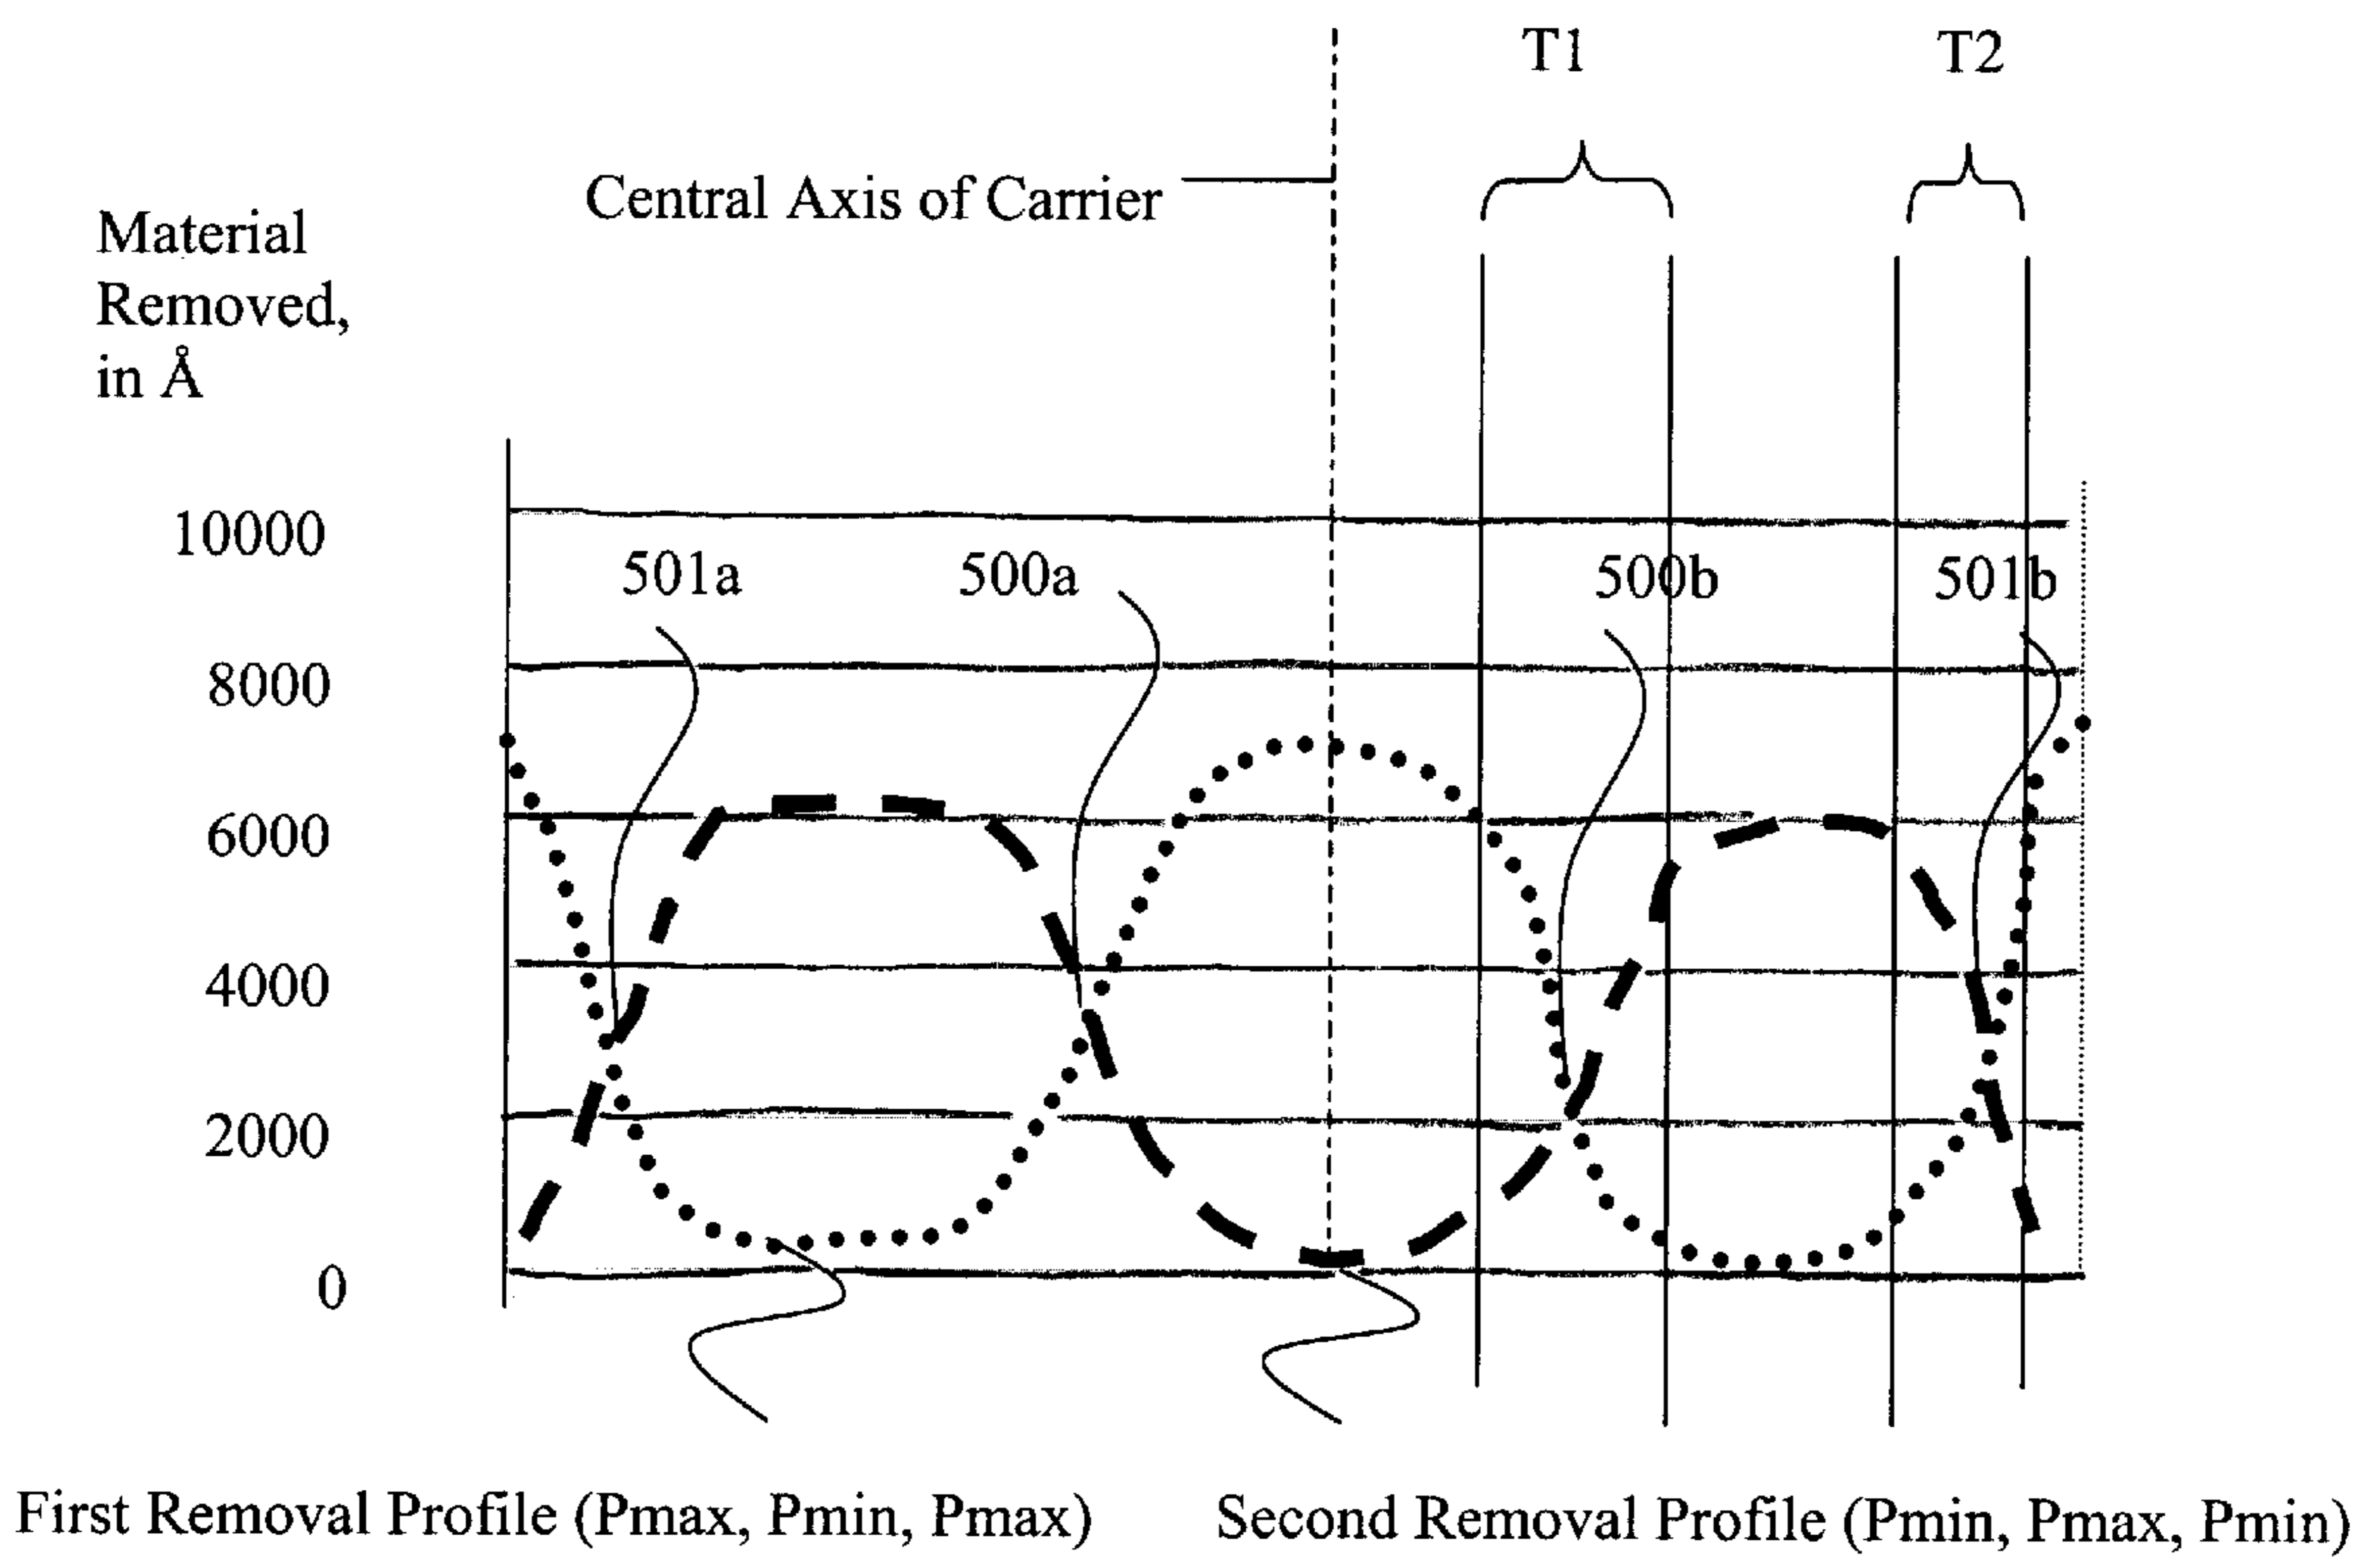 T1
T2
Central Axis of Carrier
Material
Removed,
in Å
10000
501a
500a
500b
501b
8000
6000
4000
2000
0
First Removal Profile (Pmax, Pmin, Pmax)
Second Removal Profile (Pmin, Pmax, Pmin)